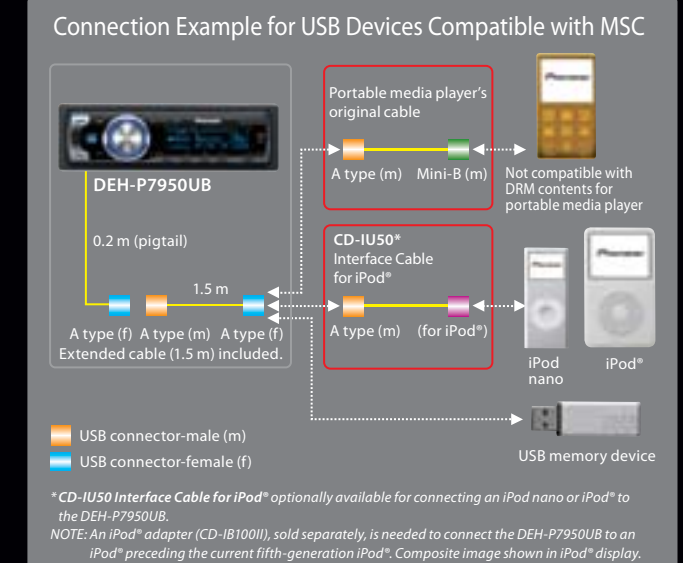 Connection Example for USB Devices Compatible with MSC
Portable media player's
original cable
A type (m) Mini-B (m)
Not compatible with
DRM contents for
portable media player
DEH-P7950UB
0.2 m (pigtail)
1.5 m
A type (f) A type (m) A type (f)
Extended cable (1.5 m) included.
CD-IU50*
Interface Cable
for iPod®
A type (m) (for iPod®)
iPod
nano
iPod®
USB memory device
USB connector-male (m)
USB connector-female (f)
* CD-IU50 Interface Cable for iPod® optionally available for connecting an iPod nano or iPod® to
the DEH-P7950UB.
NOTE: An iPod® adapter (CD-IB100II), sold separately, is needed to connect the DEH-P7950UB to an
iPod® preceding the current fifth-generation iPod®. Composite image shown in iPod® display.